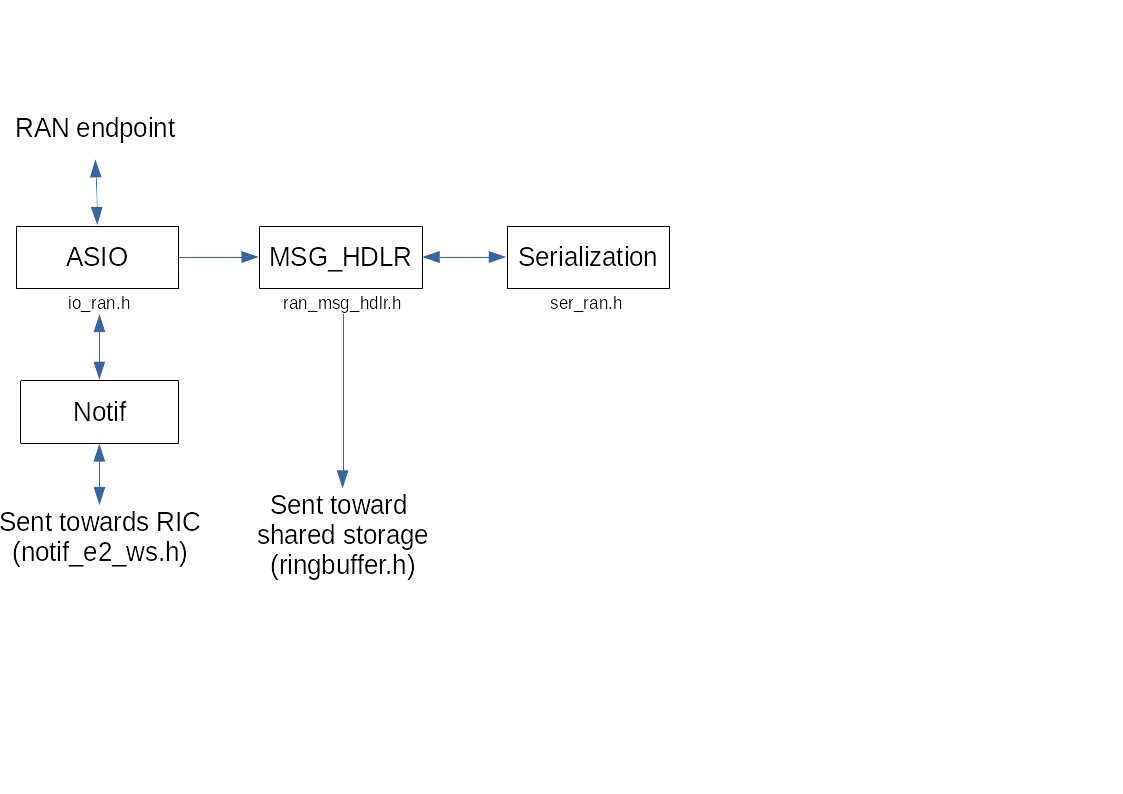 RAN endpoint
ASIO
MSG_HDLR
Serialization
io_ran.h
ran_msg_hdlr.h
ser_ran.h
Notif
Sent towards RIC
(notif_e2_ws.h)
Sent toward
shared storage
(ringbuffer.h)